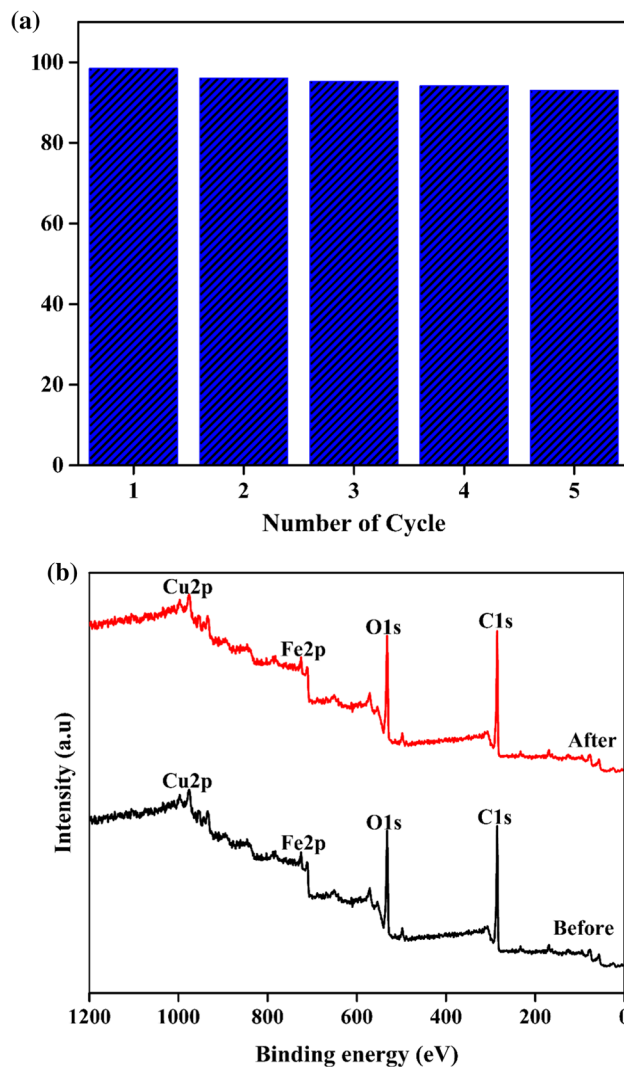 (a)
100
80
60
40
20
0
1 2 3 4 5
Number of Cycle
(b)
Cu2p
Fe2p
O1s
C1s
After
Cu2p
Fe2p
O1s
C1s
Before
Intensity (a.u)
1200 1000 800 600 400 200 0
Binding energy (eV)